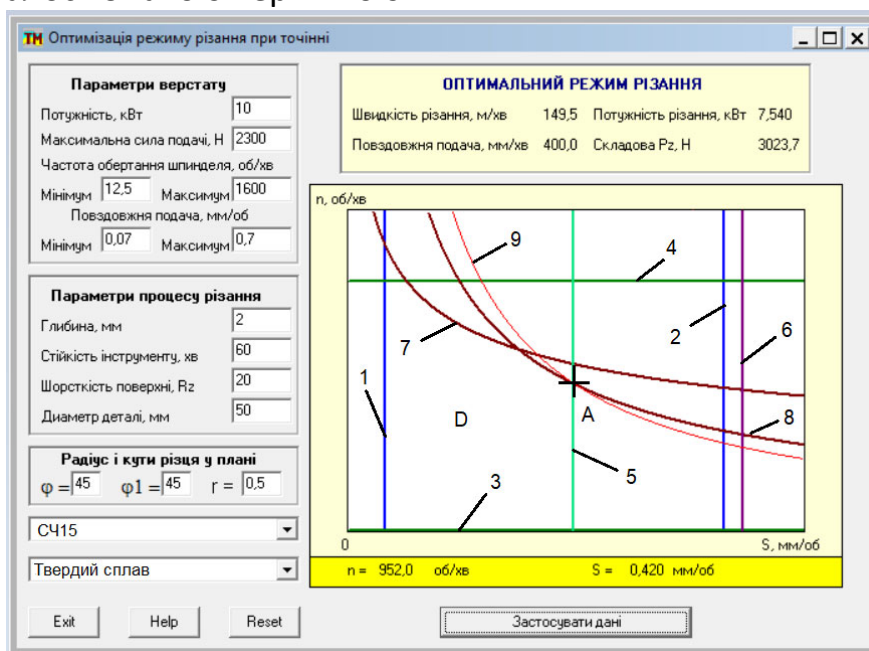 TM Оптимізація режиму різання при точінні
Параметри верстату
Потужність, кВт 10
Максимальна сила подачі, Н 2300
Частота обертання шпинделя, об/хв
Мінімум 12,5 Максимум 1600
Повздовжня подача, мм/об
Мінімум 0,07 Максимум 0,7
Параметри процесу різання
Глибина, мм 2
Стійкість інструменту, хв 60
Шорсткість поверхні, Rz 20
Диаметр деталі, мм 50
Радіус і кути різця у плані
φ = 45 φ1 = 45 r = 0,5
СЧ15
Твердий сплав
Exit Help Reset
ОПТИМАЛЬНИЙ РЕЖИМ РІЗАННЯ
Швидкість різання, м/хв 149,5 Потужність різання, кВт 7,540
Повздовжня подача, мм/хв 400,0 Складова Pz, Н 3023,7
n, об/хв
9
4
7
2
6
1
D
A
8
5
3
0 S, мм/об
n = 952,0 об/хв S = 0,420 мм/об
Застосувати дані